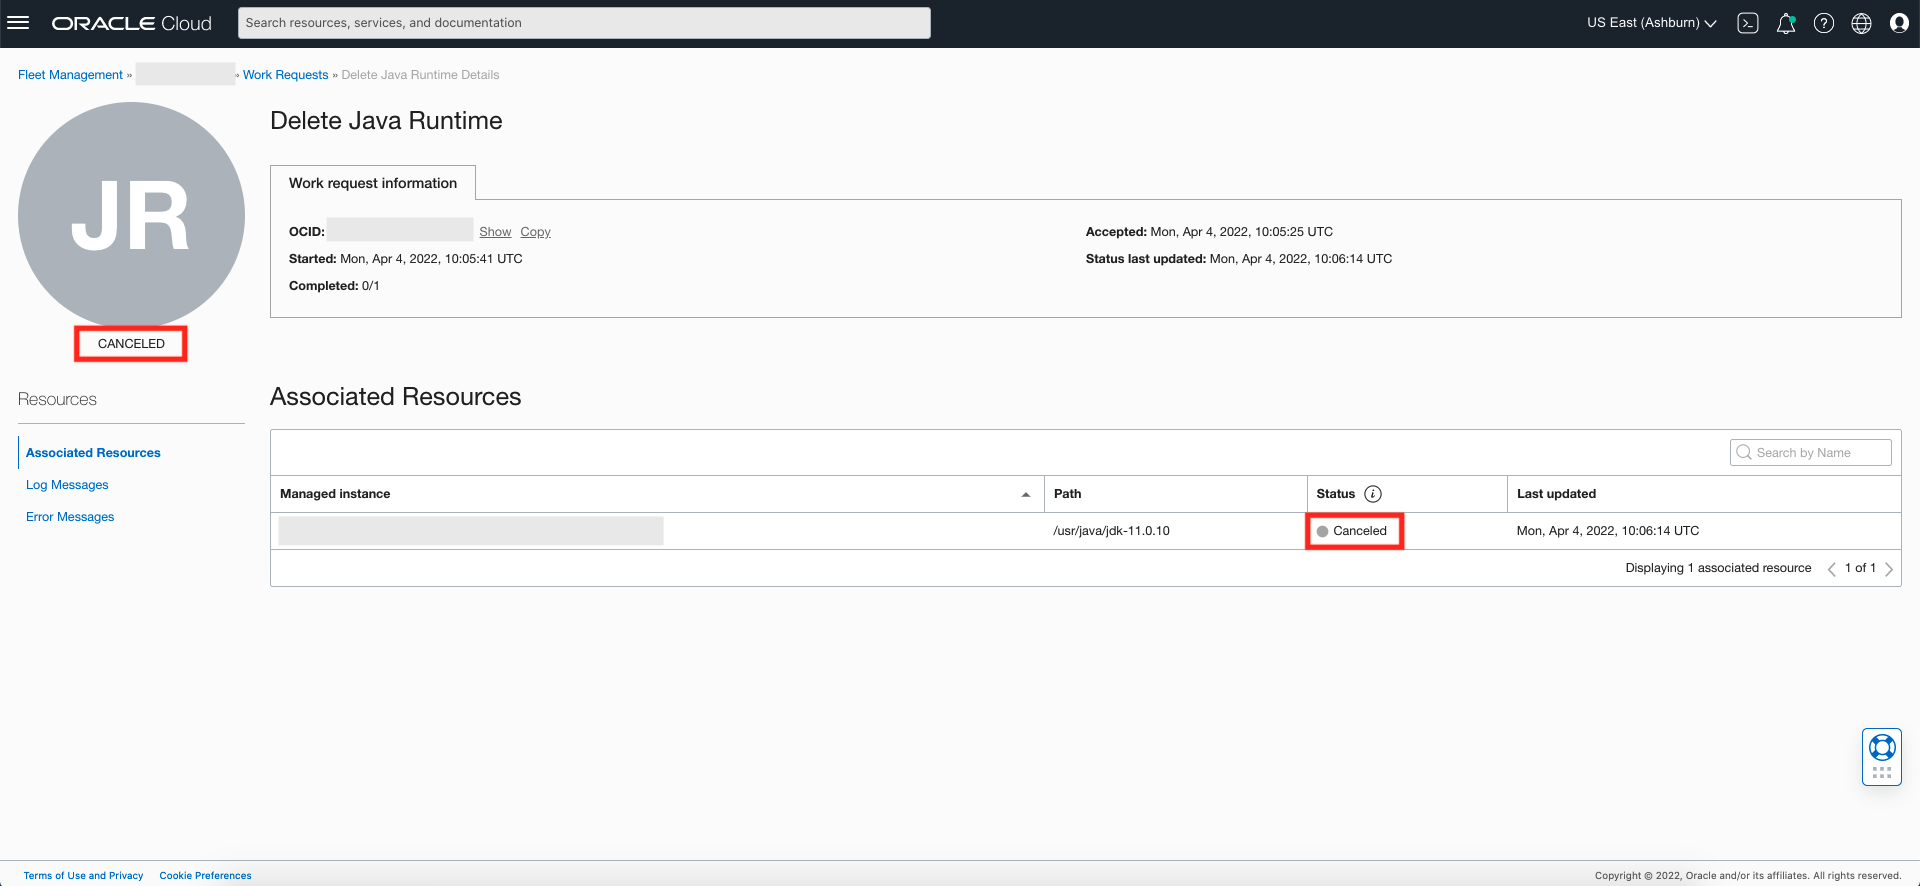 ORACLE Cloud
Search resources, services, and documentation
US East (Ashburn)
Fleet Management » » Work Requests » Delete Java Runtime Details
JR
CANCELED
Delete Java Runtime
Work request information
OCID: Show Copy
Started: Mon, Apr 4, 2022, 10:05:41 UTC
Completed: 0/1
Accepted: Mon, Apr 4, 2022, 10:05:25 UTC
Status last updated: Mon, Apr 4, 2022, 10:06:14 UTC
Resources
Associated Resources
Log Messages
Error Messages
Associated Resources
Search by Name
Managed instance Path Status i Last updated
/usr/java/jdk-11.0.10 Canceled Mon, Apr 4, 2022, 10:06:14 UTC
Displaying 1 associated resource 1 of 1
Terms of Use and Privacy Cookie Preferences
Copyright © 2022, Oracle and/or its affiliates. All rights reserved.